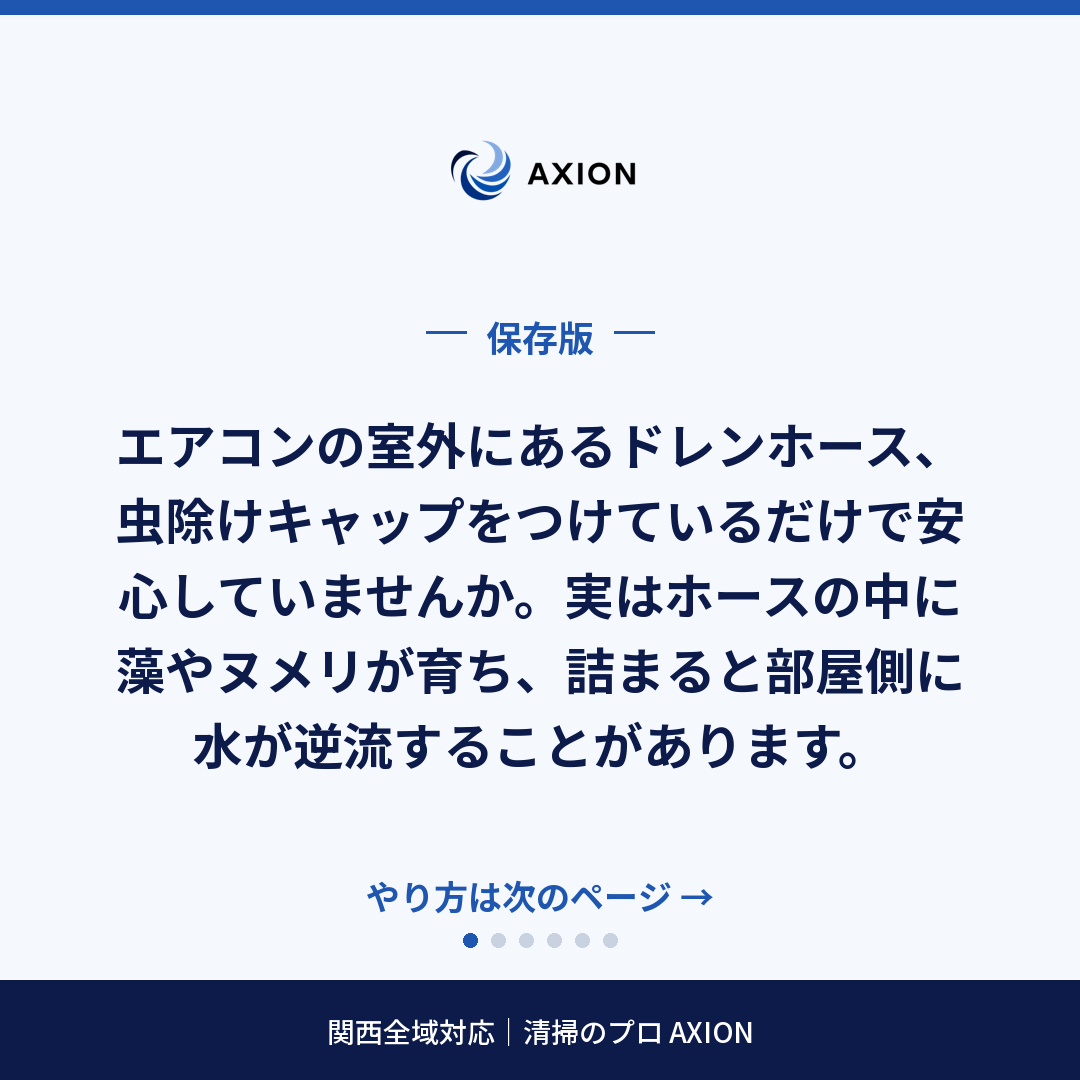 AXION
保存版
エアコンの室外にあるドレンホース、
虫除けキャップをつけているだけで安
心していませんか。実はホースの中に
藻やヌメリが育ち、詰まると部屋側に
水が逆流することがあります。
やり方は次のページ →
関西全域対応｜清掃のプロ AXION